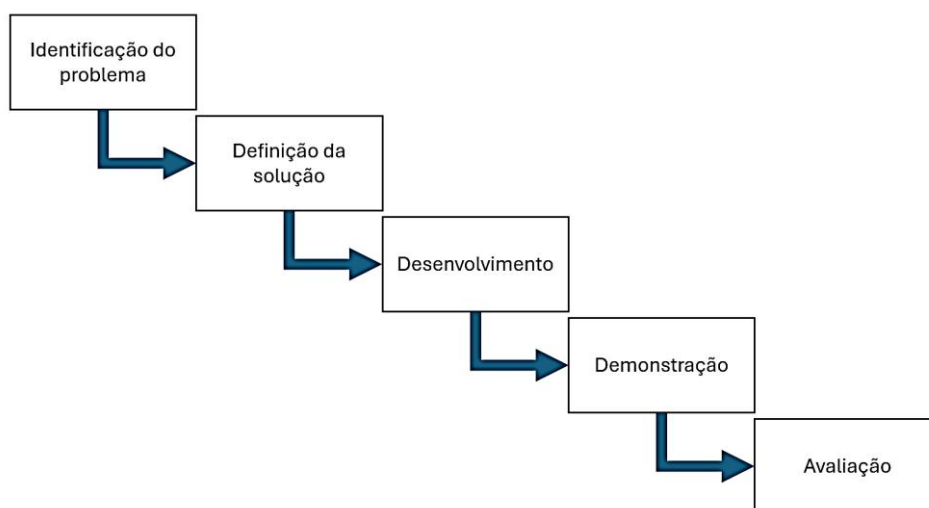 Identificação do
problema
Definição da
solução
Desenvolvimento
Demonstração
Avaliação